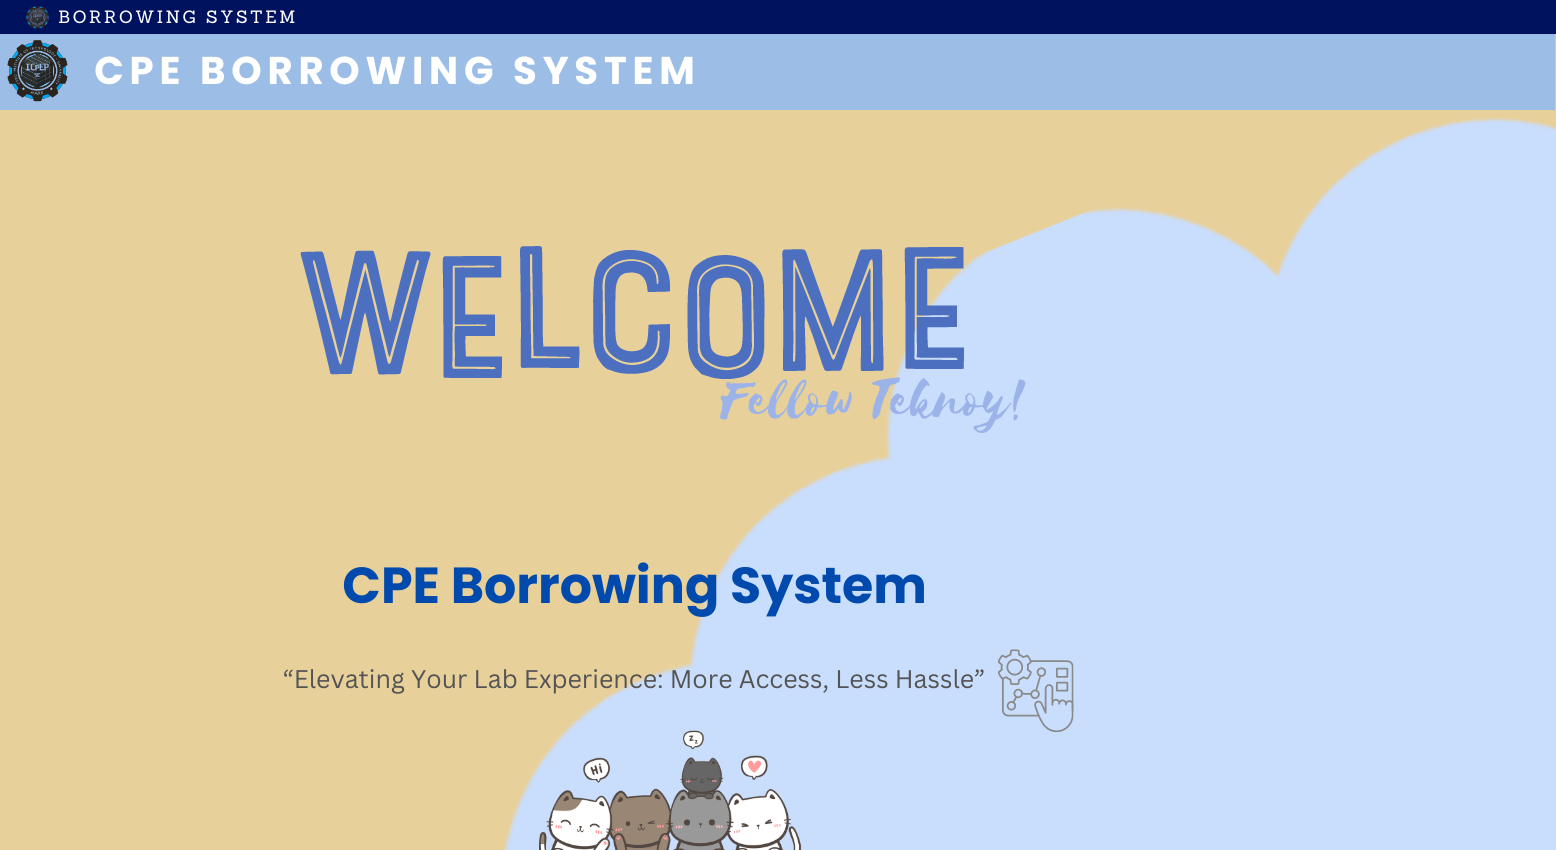 BORROWING SYSTEM
ICpEP
CPE BORROWING SYSTEM
WELCOME
Fellow Teknoy!
CPE Borrowing System
“Elevating Your Lab Experience: More Access, Less Hassle”
zz
Hi